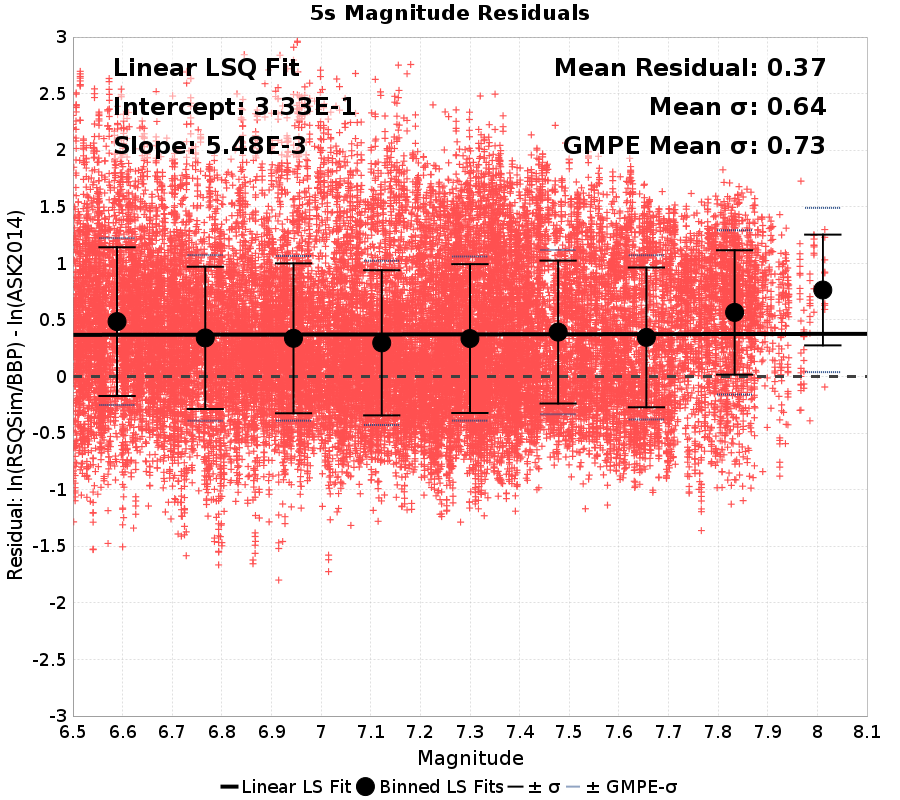 5s Magnitude Residuals
Linear LSQ Fit
Intercept: 3.33E-1
Slope: 5.48E-3
Mean Residual: 0.37
Mean σ: 0.64
GMPE Mean σ: 0.73
Residual: ln(RSQSim/BBP) - ln(ASK2014)
3
2.5
2
1.5
1
0.5
0
-0.5
-1
-1.5
-2
-2.5
-3
6.5 6.6 6.7 6.8 6.9 7 7.1 7.2 7.3 7.4 7.5 7.6 7.7 7.8 7.9 8 8.1
Magnitude
Linear LS Fit Binned LS Fits ± σ ± GMPE-σ